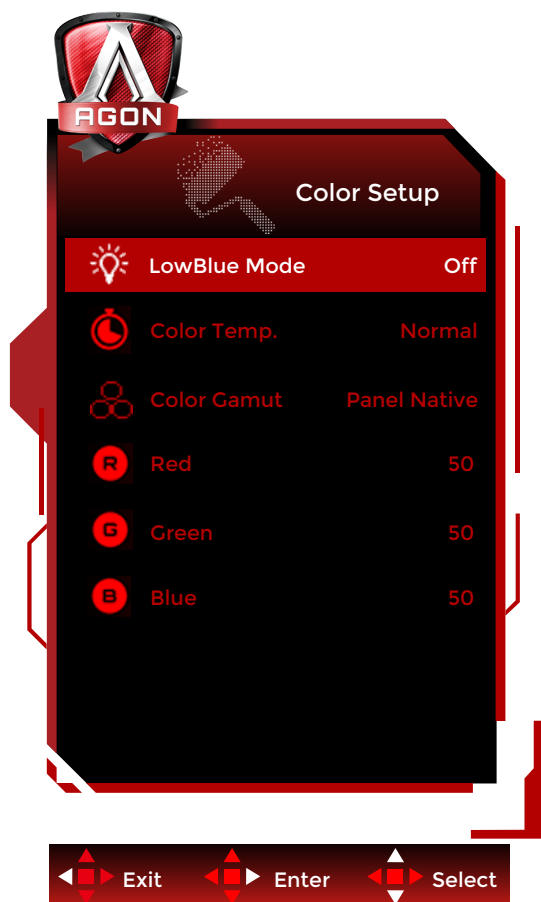 AGON
Color Setup
LowBlue Mode Off
Color Temp. Normal
Color Gamut Panel Native
R Red 50
G Green 50
B Blue 50
Exit Enter Select